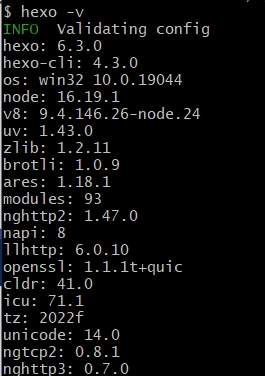 $ hexo -v
INFO  Validating config
hexo: 6.3.0
hexo-cli: 4.3.0
os: win32 10.0.19044
node: 16.19.1
v8: 9.4.146.26-node.24
uv: 1.43.0
zlib: 1.2.11
brotli: 1.0.9
ares: 1.18.1
modules: 93
nghttp2: 1.47.0
napi: 8
llhttp: 6.0.10
openssl: 1.1.1t+quic
cldr: 41.0
icu: 71.1
tz: 2022f
unicode: 14.0
ngtcp2: 0.8.1
nghttp3: 0.7.0